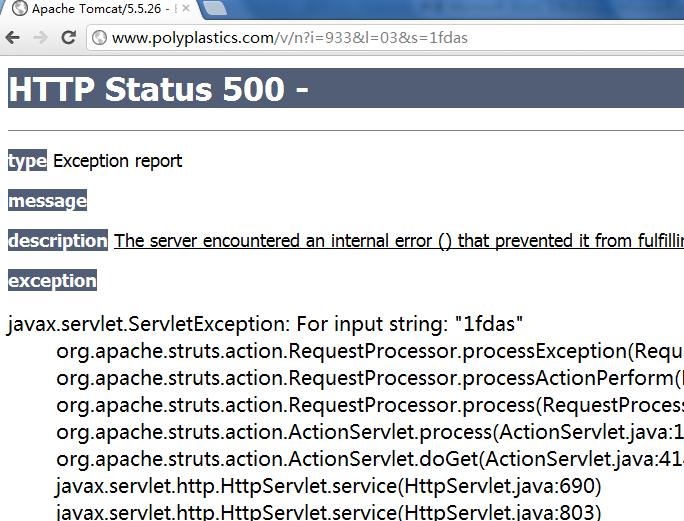 Apache Tomcat/5.5.26 -
www.polyplastics.com/v/n?i=933&l=03&s=1fdas
HTTP Status 500 -
type Exception report
message
description The server encountered an internal error () that prevented it from fulfillin
exception
javax.servlet.ServletException: For input string: "1fdas"
org.apache.struts.action.RequestProcessor.processException(Requ
org.apache.struts.action.RequestProcessor.processActionPerform(
org.apache.struts.action.RequestProcessor.process(RequestProces
org.apache.struts.action.ActionServlet.process(ActionServlet.java:1
org.apache.struts.action.ActionServlet.doGet(ActionServlet.java:414
javax.servlet.http.HttpServlet.service(HttpServlet.java:690)
javax.servlet.http.HttpServlet.service(HttpServlet.java:803)